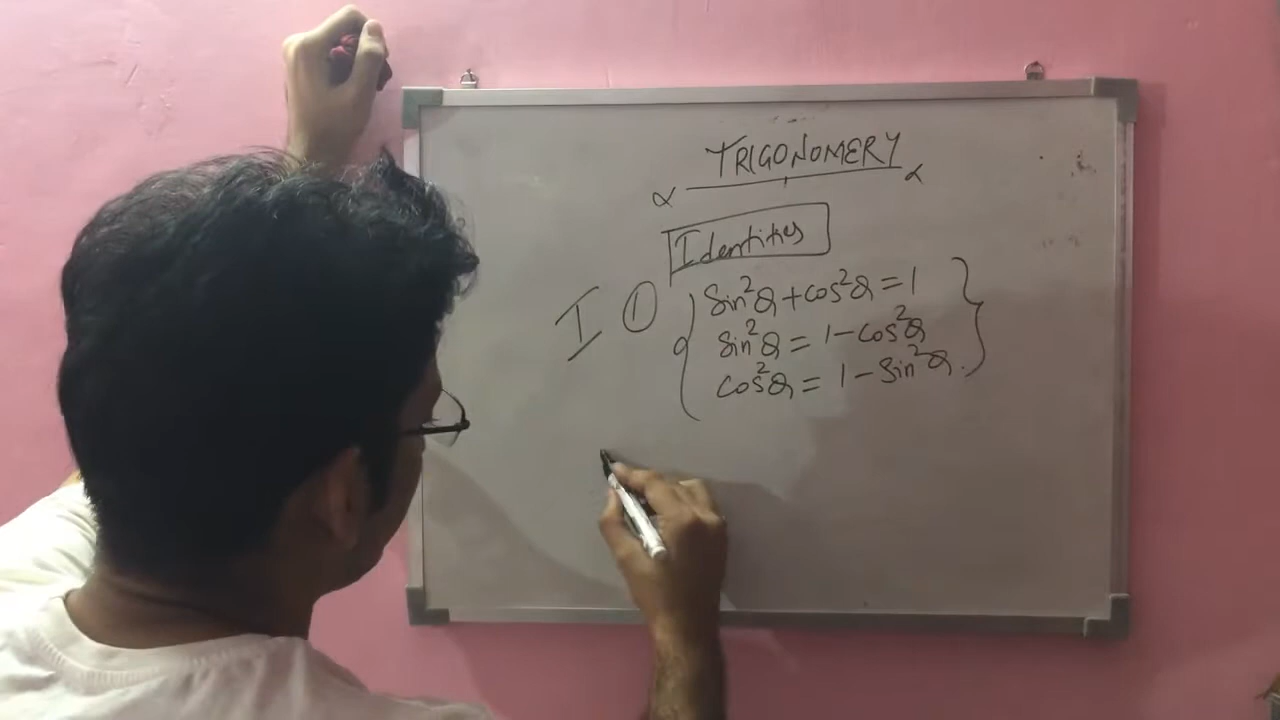 TRIGONOMERY
Identities
I ① sin²θ + cos²θ = 1
sin²θ = 1 - cos²θ
cos²θ = 1 - sin²θ.